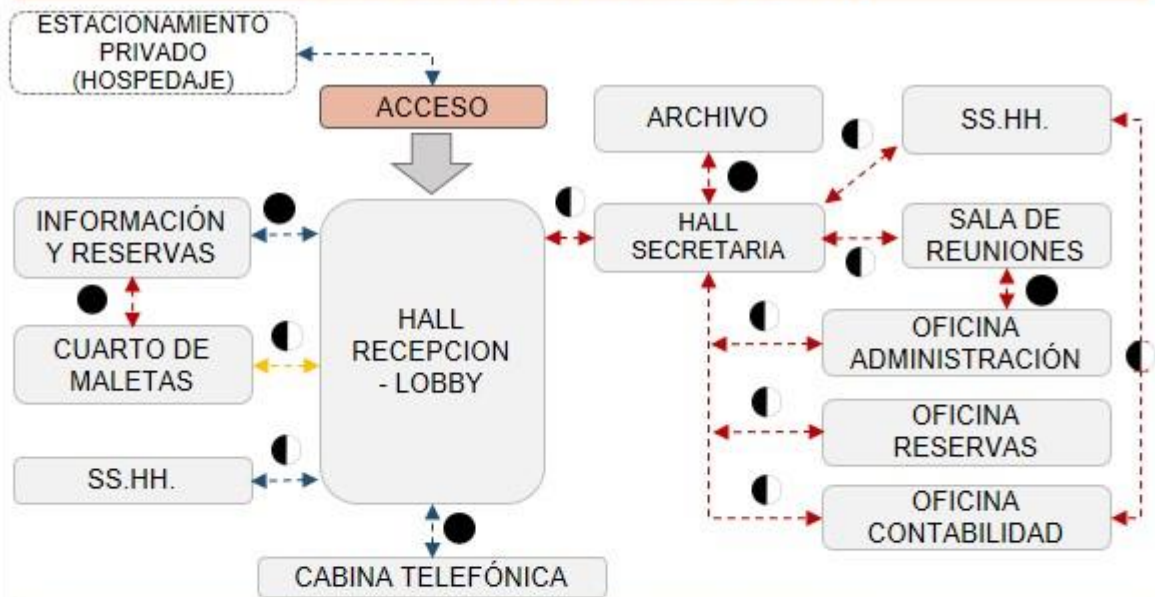 ESTACIONAMIENTO
PRIVADO
(HOSPEDAJE)
ACCESO
ARCHIVO
SS.HH.
INFORMACIÓN
Y RESERVAS
HALL
SECRETARIA
SALA DE
REUNIONES
HALL
RECEPCION
- LOBBY
CUARTO DE
MALETAS
OFICINA
ADMINISTRACIÓN
OFICINA
RESERVAS
SS.HH.
OFICINA
CONTABILIDAD
CABINA TELEFÓNICA